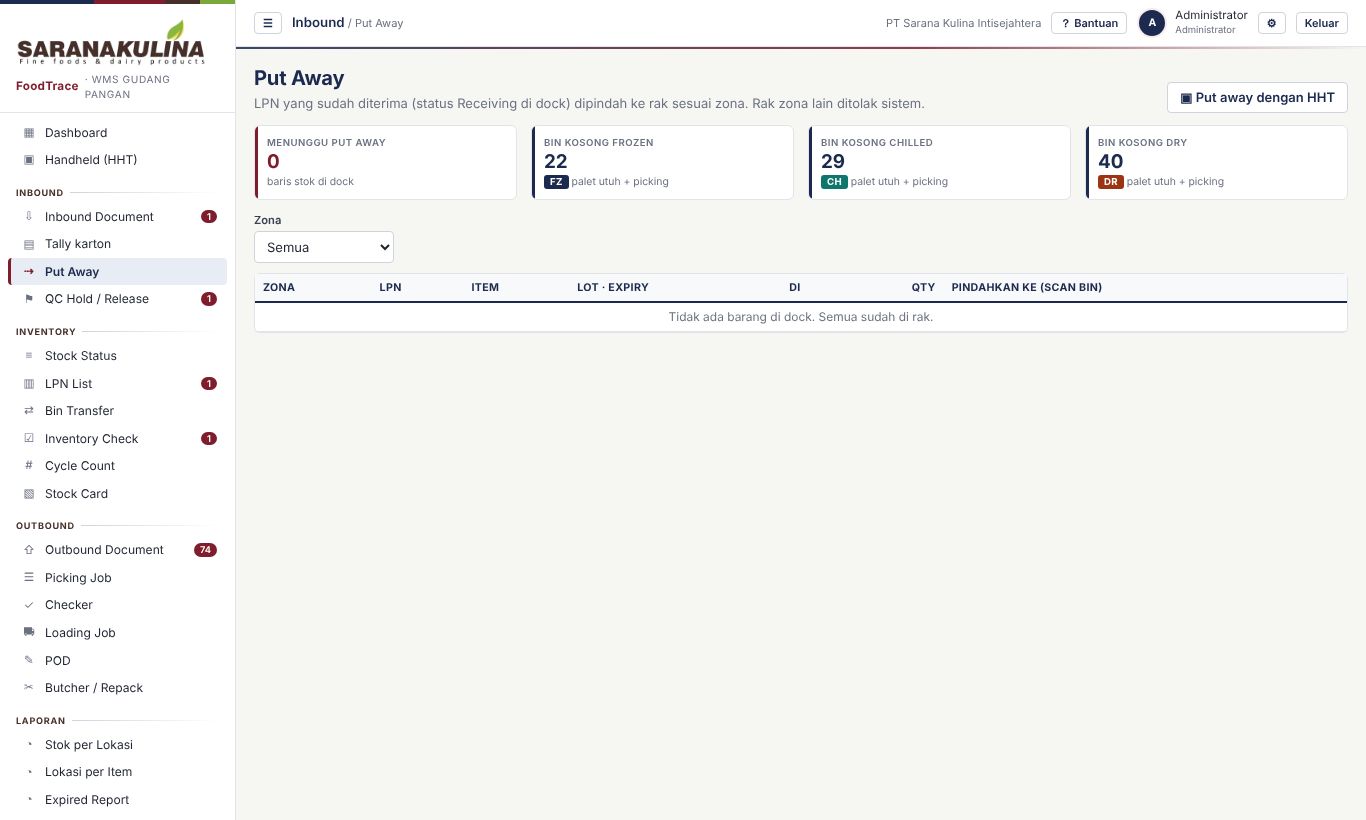 SARANAKULINA
Fine foods & dairy products
FoodTrace · WMS GUDANG PANGAN
Dashboard
Handheld (HHT)
INBOUND
Inbound Document 1
Tally karton
Put Away
QC Hold / Release 1
INVENTORY
Stock Status
LPN List 1
Bin Transfer
Inventory Check 1
# Cycle Count
Stock Card
OUTBOUND
Outbound Document 74
Picking Job
Checker
Loading Job
POD
Butcher / Repack
LAPORAN
Stok per Lokasi
Lokasi per Item
Expired Report
Inbound / Put Away
PT Sarana Kulina Intisejahtera
? Bantuan
A
Administrator
Administrator
Keluar
Put Away
LPN yang sudah diterima (status Receiving di dock) dipindah ke rak sesuai zona. Rak zona lain ditolak sistem.
Put away dengan HHT
MENUNGGU PUT AWAY
0
baris stok di dock
BIN KOSONG FROZEN
22
FZ palet utuh + picking
BIN KOSONG CHILLED
29
CH palet utuh + picking
BIN KOSONG DRY
40
DR palet utuh + picking
Zona
Semua
ZONA LPN ITEM LOT · EXPIRY DI QTY PINDAHKAN KE (SCAN BIN)
Tidak ada barang di dock. Semua sudah di rak.